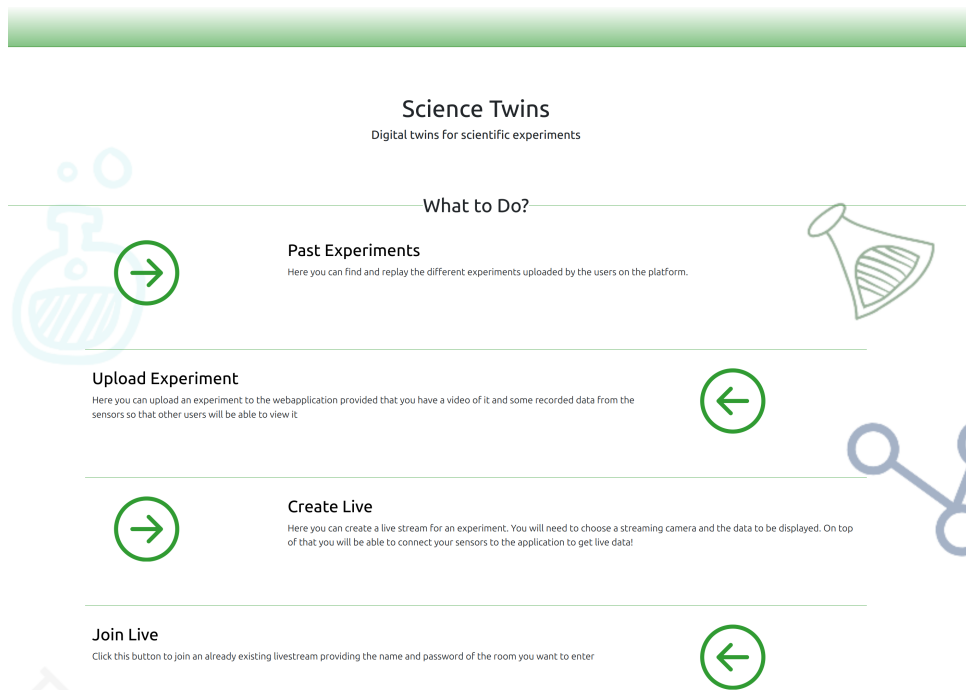 Science Twins
Digital twins for scientific experiments
What to Do?
Past Experiments
Here you can find and replay the different experiments uploaded by the users on the platform.
Upload Experiment
Here you can upload an experiment to the webapplication provided that you have a video of it and some recorded data from the
sensors so that other users will be able to view it
Create Live
Here you can create a live stream for an experiment. You will need to choose a streaming camera and the data to be displayed. On top
of that you will be able to connect your sensors to the application to get live data!
Join Live
Click this button to join an already existing livestream providing the name and password of the room you want to enter